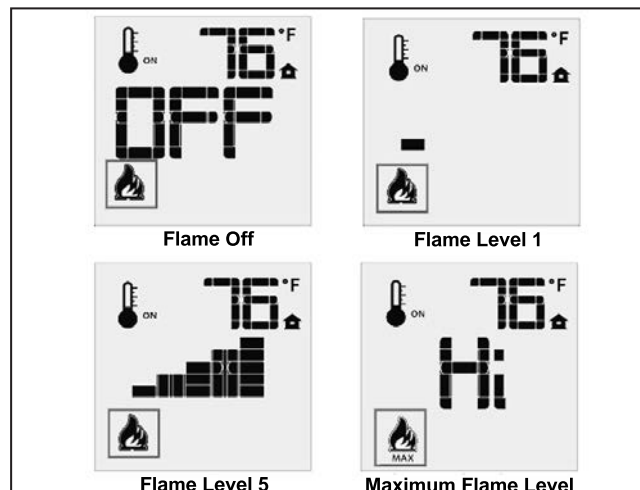 76 °F
ON
OFF
Flame Off
76 °F
ON
Flame Level 1
76 °F
ON
Flame Level 5
76 °F
ON
Hi
MAX
Maximum Flame Level